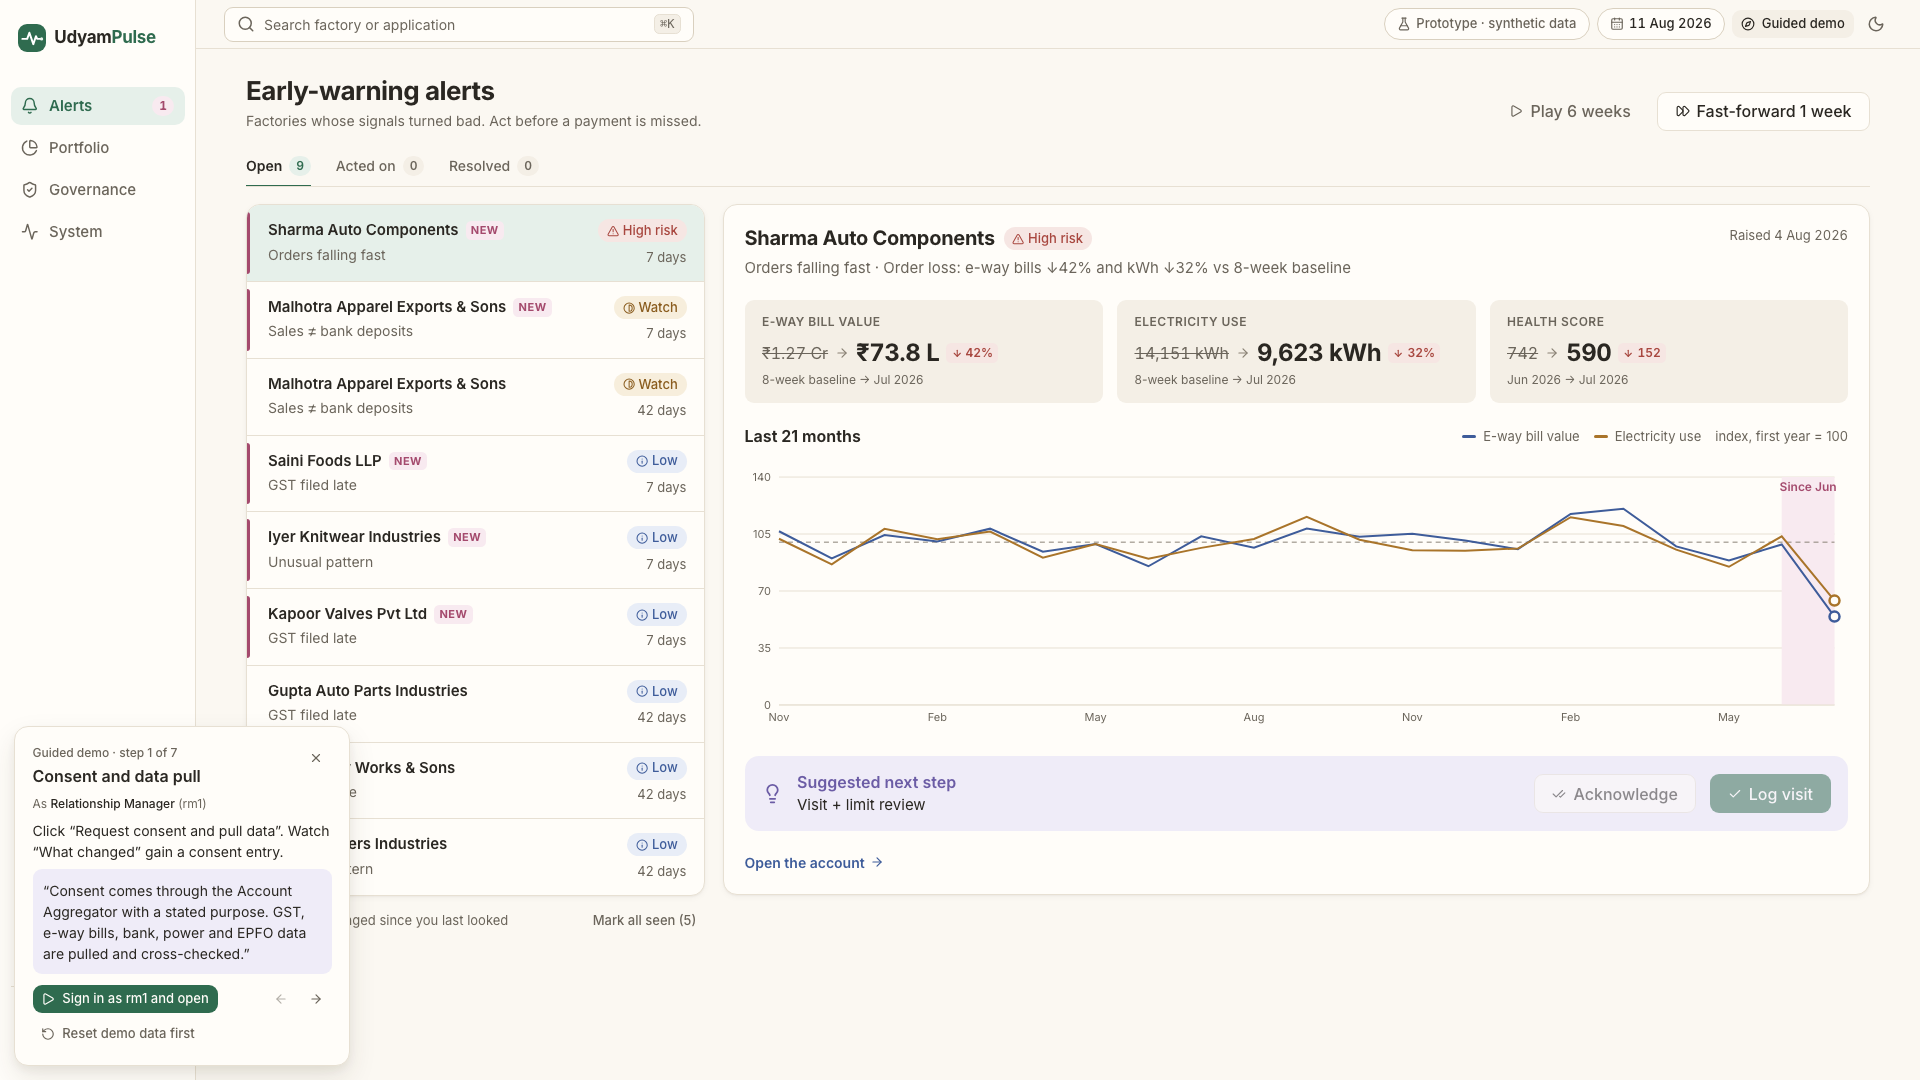 UdyamPulse
Search factory or application
⌘K
Prototype · synthetic data
11 Aug 2026
Guided demo
Alerts 1
Portfolio
Governance
System
Early-warning alerts
Factories whose signals turned bad. Act before a payment is missed.
Play 6 weeks
Fast-forward 1 week
Open 9
Acted on 0
Resolved 0
Sharma Auto Components NEW High risk
Orders falling fast 7 days
Malhotra Apparel Exports & Sons NEW Watch
Sales ≠ bank deposits 7 days
Malhotra Apparel Exports & Sons Watch
Sales ≠ bank deposits 42 days
Saini Foods LLP NEW Low
GST filed late 7 days
Iyer Knitwear Industries NEW Low
Unusual pattern 7 days
Kapoor Valves Pvt Ltd NEW Low
GST filed late 7 days
Gupta Auto Parts Industries Low
GST filed late 42 days
Works & Sons Low
42 days
Industries Low
42 days
since you last looked Mark all seen (5)
Sharma Auto Components High risk
Raised 4 Aug 2026
Orders falling fast · Order loss: e-way bills ↓42% and kWh ↓32% vs 8-week baseline
E-WAY BILL VALUE
₹1.27 Cr → ₹73.8 L ↓ 42%
8-week baseline → Jul 2026
ELECTRICITY USE
14,151 kWh → 9,623 kWh ↓ 32%
8-week baseline → Jul 2026
HEALTH SCORE
742 → 590 ↓ 152
Jun 2026 → Jul 2026
Last 21 months
E-way bill value Electricity use index, first year = 100
140
Since Jun
105
70
35
0
Nov Feb May Aug Nov Feb May
Suggested next step
Visit + limit review
Acknowledge
Log visit
Open the account →
Guided demo · step 1 of 7
Consent and data pull
As Relationship Manager (rm1)
Click “Request consent and pull data”. Watch
“What changed” gain a consent entry.
“Consent comes through the Account
Aggregator with a stated purpose. GST,
e-way bills, bank, power and EPFO data
are pulled and cross-checked.”
Sign in as rm1 and open
← →
Reset demo data first